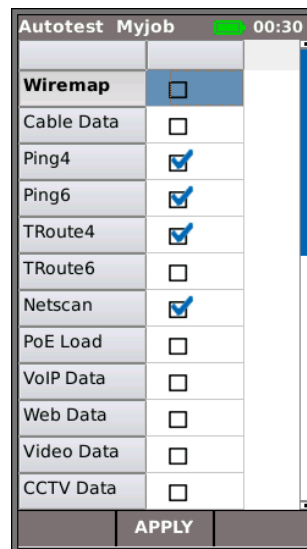 Autotest Myjob 00:30
Wiremap
Cable Data
Ping4
Ping6
TRoute4
TRoute6
Netscan
PoE Load
VoIP Data
Web Data
Video Data
CCTV Data
APPLY